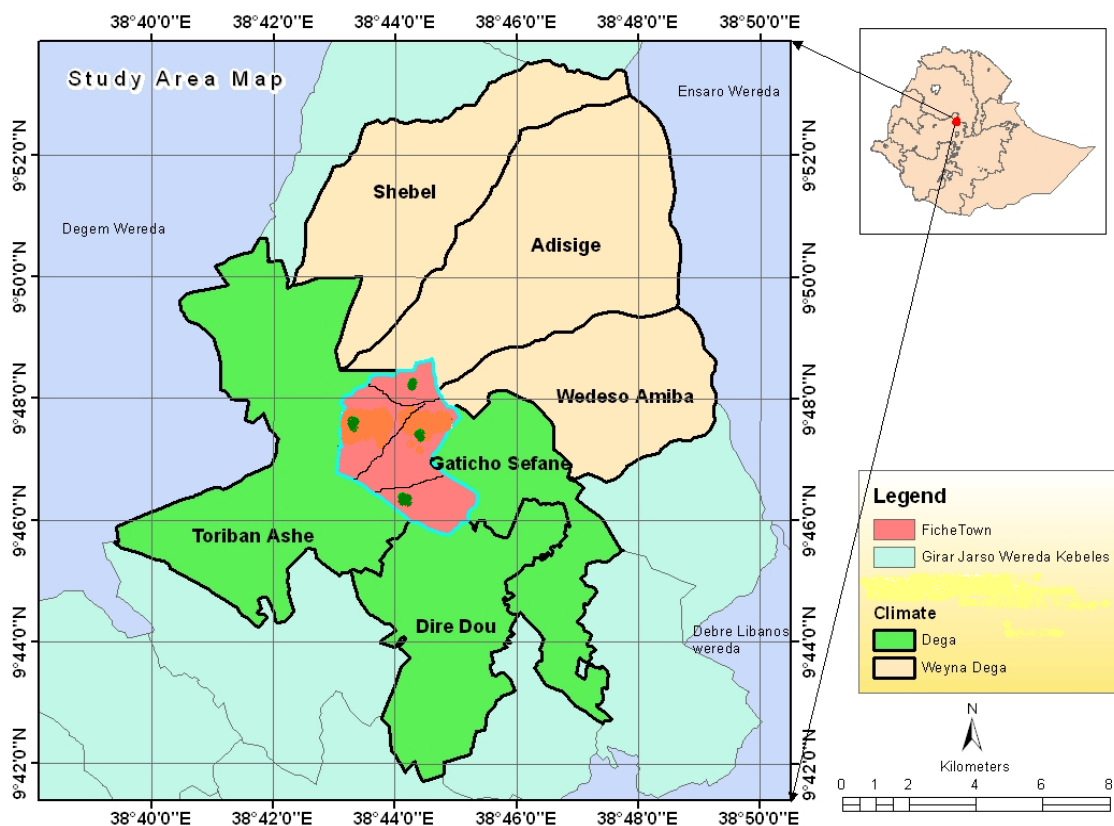 38°40'0"E 38°42'0"E 38°44'0"E 38°46'0"E 38°48'0"E 38°50'0"E
Study Area Map
Ensaro Wereda
9°52'0"N 9°52'0"N
Shebel
Degem Wereda
Adisige
9°50'0"N 9°50'0"N
9°48'0"N 9°48'0"N
Wedeso Amiba
Gaticho Sefane
9°46'0"N 9°46'0"N
Toriban Ashe
Dire Dou
Debre Libanos
wereda
9°44'0"N 9°44'0"N
9°42'0"N 9°42'0"N
38°40'0"E 38°42'0"E 38°44'0"E 38°46'0"E 38°48'0"E 38°50'0"E
Legend
FicheTown
Girar Jarso Wereda Kebeles
Climate
Dega
Weyna Dega
N
Kilometers
0 1 2 4 6 8